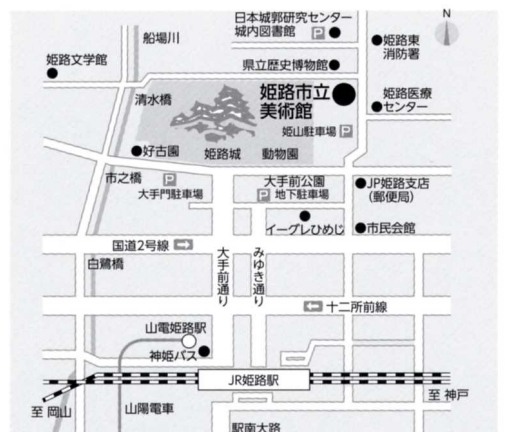 日本城郭研究センター
城内図書館 P
N
船場川
姫路東
消防署
姫路文学館
県立歴史博物館
清水橋
姫路市立
美術館
姫路医療
センター
姫山駐車場 P
好古園
姫路城
動物園
市之橋
P
大手門駐車場
大手前公園
P 地下駐車場
JP姫路支店
(郵便局)
イーグレひめじ
市民会館
国道2号線
白鷺橋
大手前通り
みゆき通り
十二所前線
山電姫路駅
神姫バス
JR姫路駅
至 岡山
山陽電車
至 神戸
駅南大路